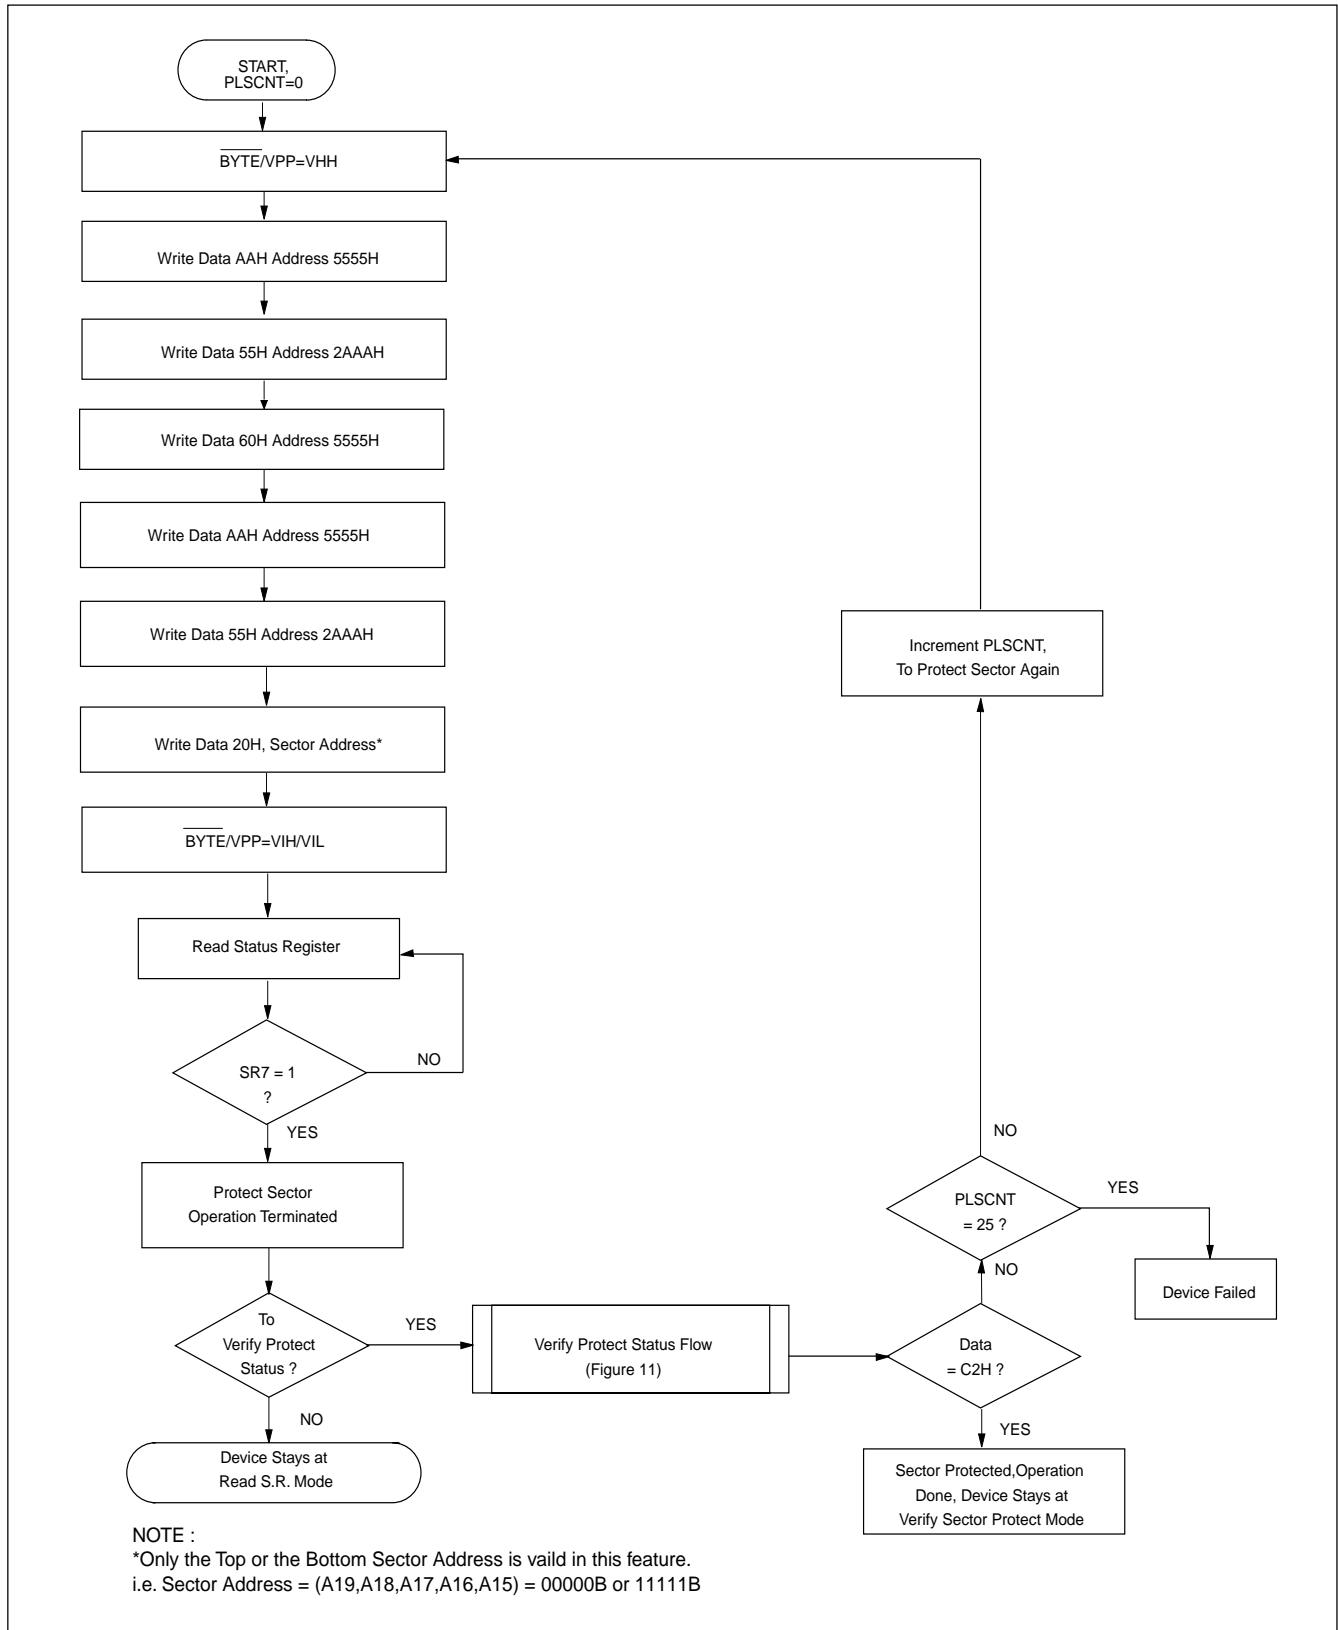 START,
PLSCNT=0
BYTE/VPP=VHH
Write Data AAH Address 5555H
Write Data 55H Address 2AAAH
Write Data 60H Address 5555H
Write Data AAH Address 5555H
Write Data 55H Address 2AAAH
Write Data 20H, Sector Address*
BYTE/VPP=VIH/VIL
Read Status Register
SR7 = 1
?
NO
YES
Protect Sector
Operation Terminated
To
Verify Protect
Status ?
YES
NO
Device Stays at
Read S.R. Mode
Verify Protect Status Flow
(Figure 11)
Data
= C2H ?
YES
Sector Protected,Operation
Done, Device Stays at
Verify Sector Protect Mode
NO
PLSCNT
= 25 ?
YES
Device Failed
NO
Increment PLSCNT,
To Protect Sector Again
NOTE :
*Only the Top or the Bottom Sector Address is vaild in this feature.
i.e. Sector Address = (A19,A18,A17,A16,A15) = 00000B or 11111B